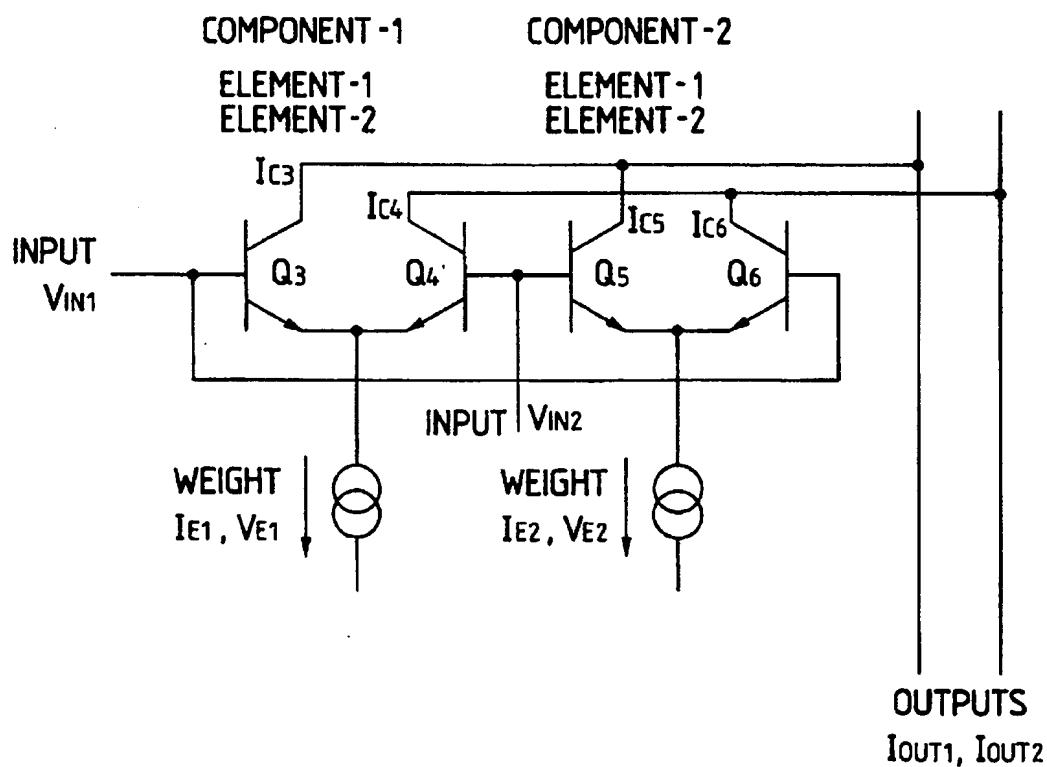 COMPONENT-1 COMPONENT-2
ELEMENT-1 ELEMENT-1
ELEMENT-2 ELEMENT-2
IC3
IC4 IC5 IC6
INPUT
VIN1
Q3 Q4 Q5 Q6
INPUT VIN2
WEIGHT WEIGHT
IE1, VE1 IE2, VE2
OUTPUTS
IOUT1, IOUT2